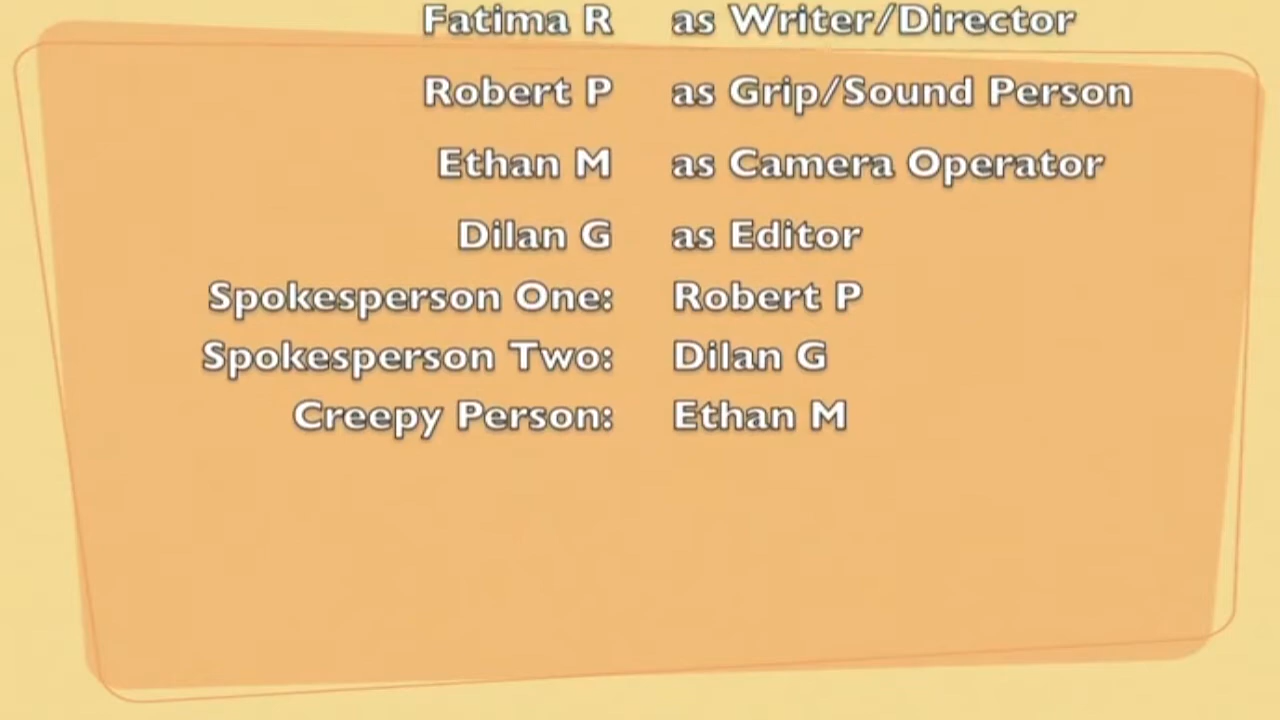 Fatima R as Writer/Director
Robert P as Grip/Sound Person
Ethan M as Camera Operator
Dilan G as Editor
Spokesperson One: Robert P
Spokesperson Two: Dilan G
Creepy Person: Ethan M